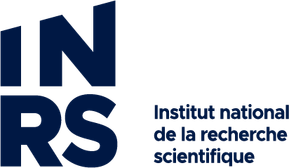 IN
RS
Institut national
de la recherche
scientifique